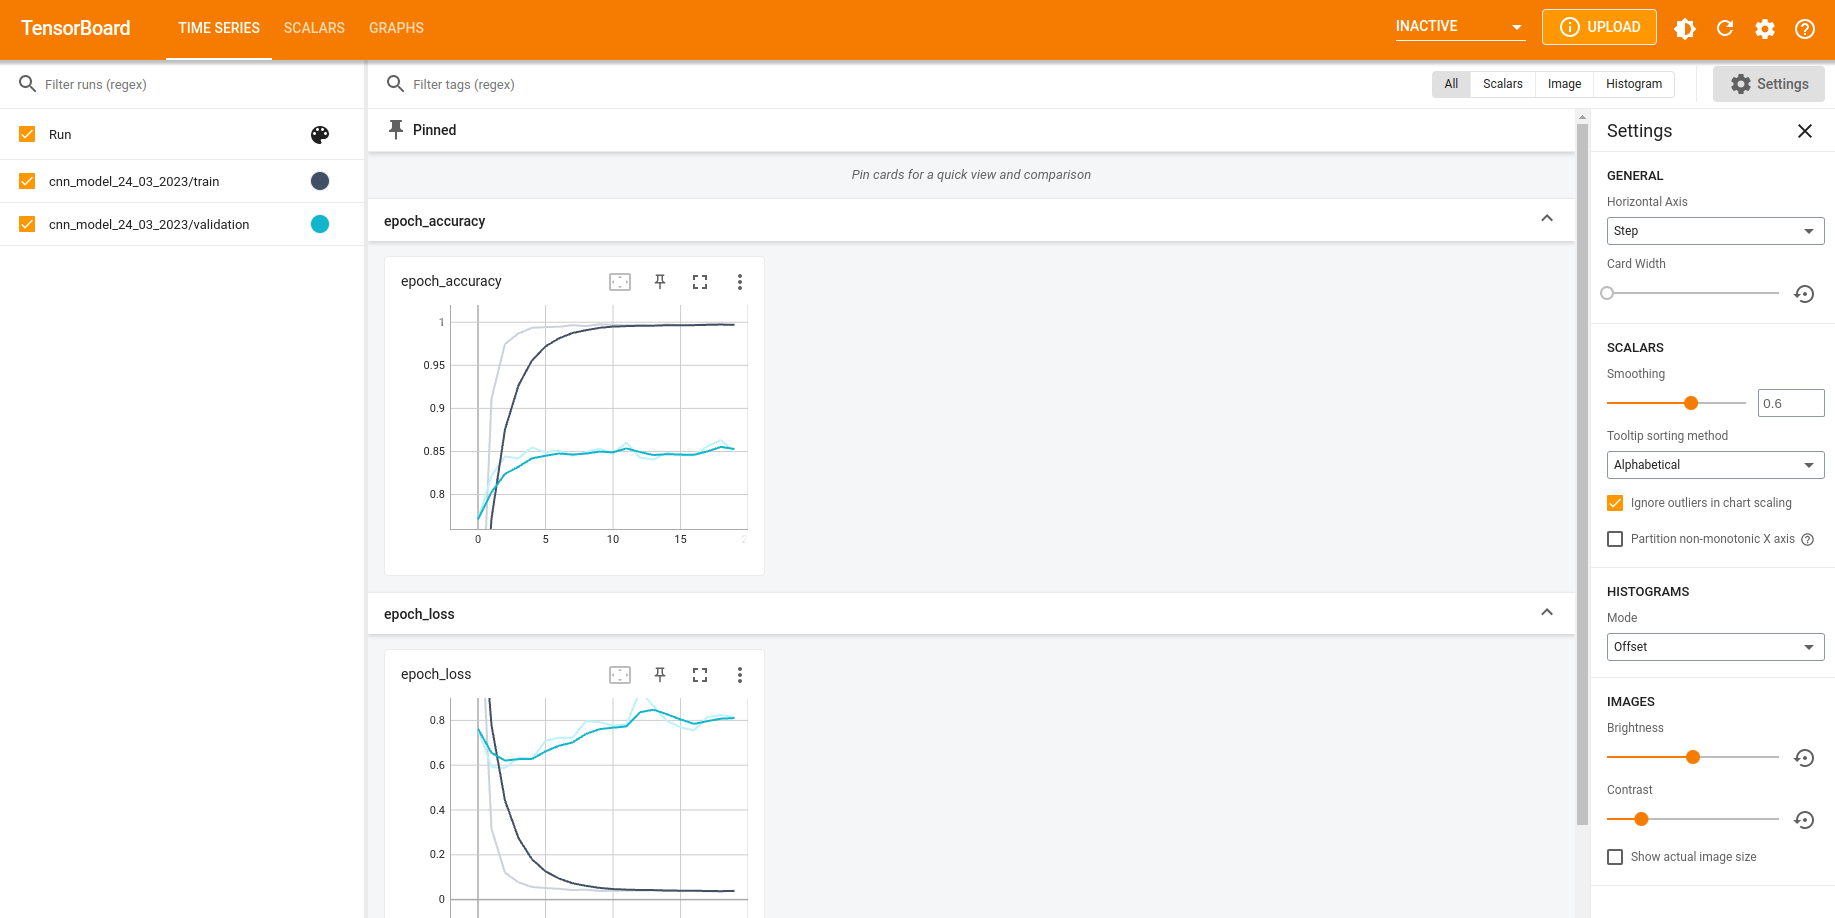 TensorBoard
TIME SERIES
SCALARS
GRAPHS
INACTIVE
UPLOAD
Filter runs (regex)
Run
cnn_model_24_03_2023/train
cnn_model_24_03_2023/validation
Filter tags (regex)
All
Scalars
Image
Histogram
Settings
Pinned
Pin cards for a quick view and comparison
epoch_accuracy
epoch_accuracy
1
0.95
0.9
0.85
0.8
0 5 10 15
epoch_loss
epoch_loss
0.8
0.6
0.4
0.2
0
Settings
GENERAL
Horizontal Axis
Step
Card Width
SCALARS
Smoothing
0.6
Tooltip sorting method
Alphabetical
Ignore outliers in chart scaling
Partition non-monotonic X axis
HISTOGRAMS
Mode
Offset
IMAGES
Brightness
Contrast
Show actual image size